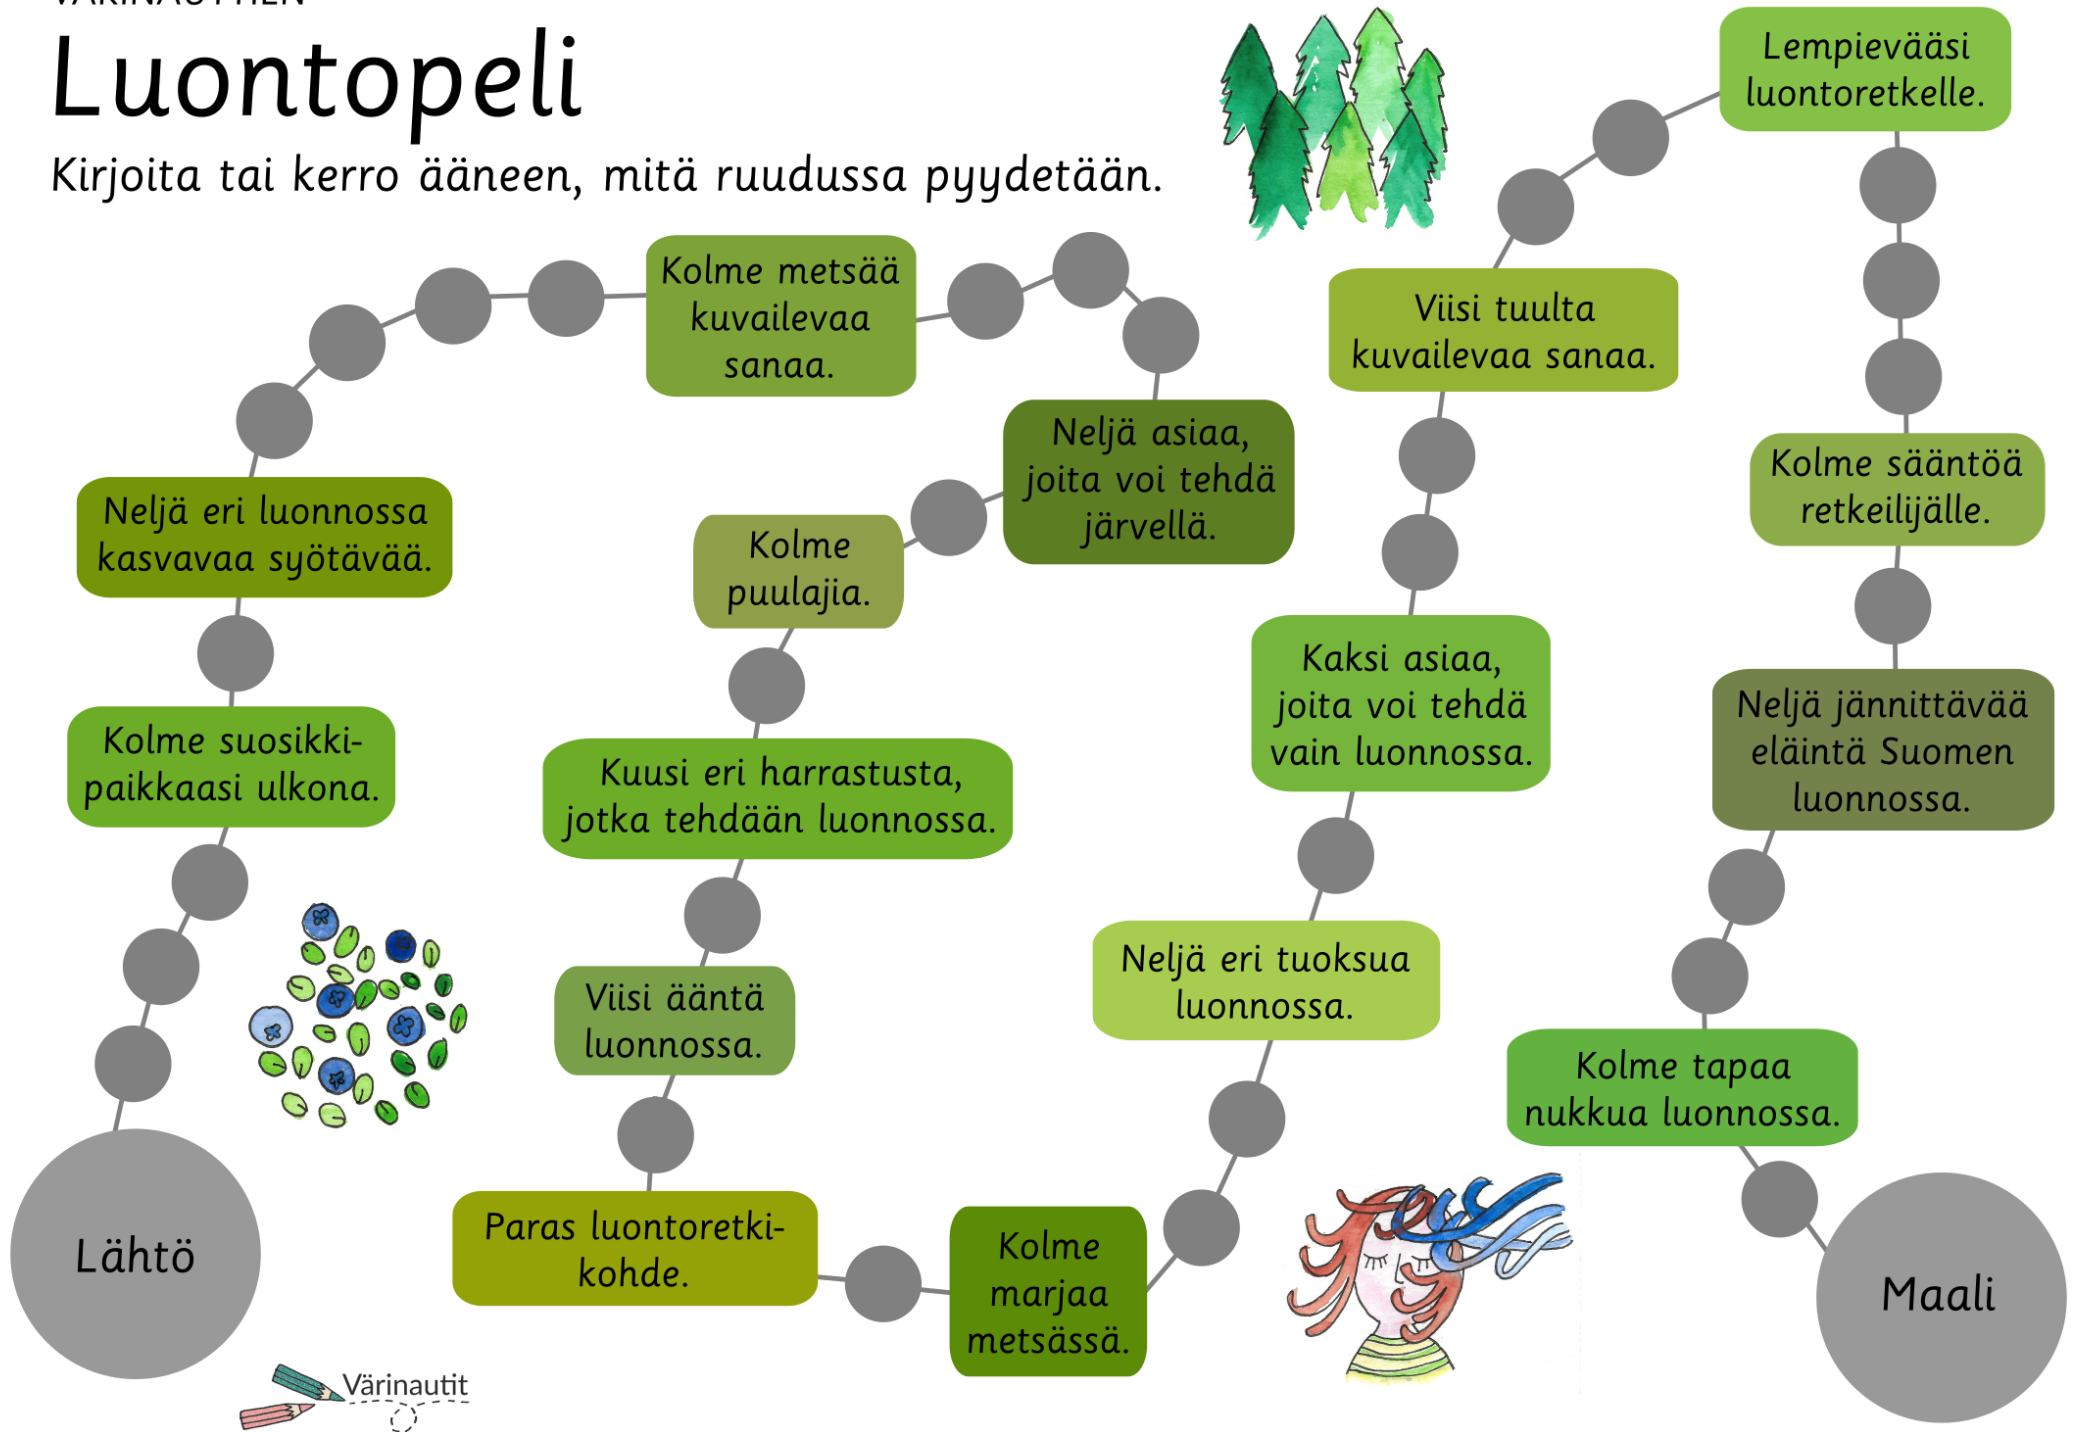 VÄRINAUTTIEN
Luontopeli
Kirjoita tai kerro ääneen, mitä ruudussa pyydetään.
Lähtö
Kolme suosikki-
paikkaasi ulkona.
Neljä eri luonnossa
kasvavaa syötävää.
Kolme metsää
kuvailevaa
sanaa.
Neljä asiaa,
joita voi tehdä
järvellä.
Kolme
puulajia.
Kuusi eri harrastusta,
jotka tehdään luonnossa.
Viisi ääntä
luonnossa.
Paras luontoretki-
kohde.
Kolme
marjaa
metsässä.
Neljä eri tuoksua
luonnossa.
Kaksi asiaa,
joita voi tehdä
vain luonnossa.
Viisi tuulta
kuvailevaa sanaa.
Lempievääsi
luontoretkelle.
Kolme sääntöä
retkeilijälle.
Neljä jännittävää
eläintä Suomen
luonnossa.
Kolme tapaa
nukkua luonnossa.
Maali
Värinautit